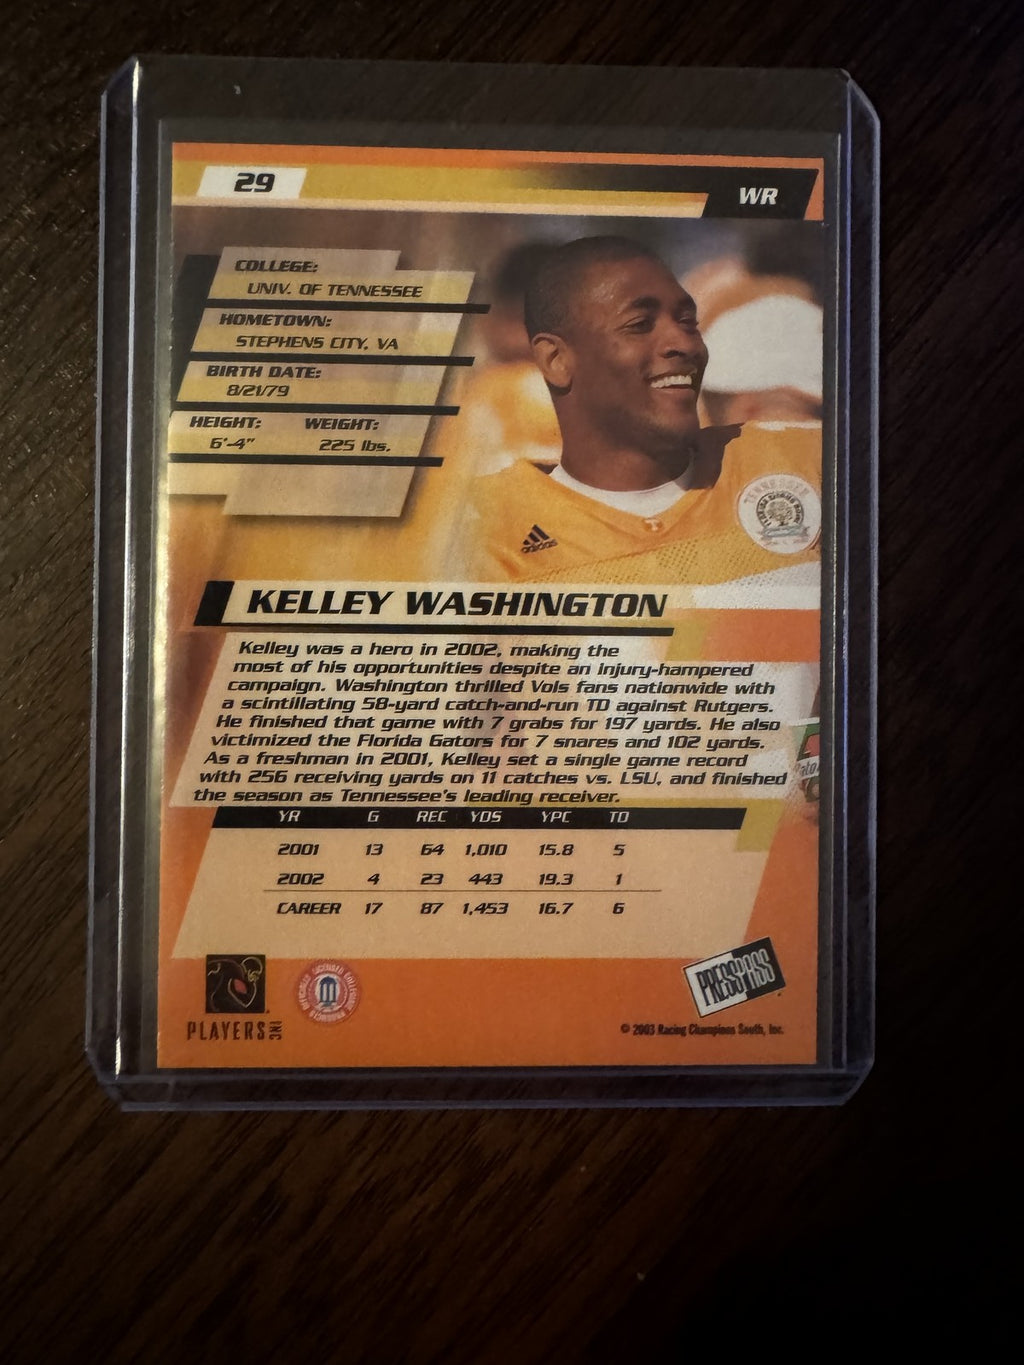 29
WR
COLLEGE:
UNIV. OF TENNESSEE
HOMETOWN:
STEPHENS CITY, VA
BIRTH DATE:
8/21/79
HEIGHT: WEIGHT:
6'-4" 225 lbs.
TENNESSEE
adidas
T
KELLEY WASHINGTON
Kelley was a hero in 2002, making the
most of his opportunities despite an injury-hampered
campaign. Washington thrilled Vols fans nationwide with
a scintillating 58-yard catch-and-run TD against Rutgers.
He finished that game with 7 grabs for 197 yards. He also
victimized the Florida Gators for 7 snares and 102 yards.
As a freshman in 2001, Kelley set a single game record
with 256 receiving yards on 11 catches vs. LSU, and finished
the season as Tennessee's leading receiver.
YR G REC YDS YPC TD
2001 13 64 1,010 15.8 5
2002 4 23 443 19.3 1
CAREER 17 87 1,453 16.7 6
PLAYERS INC
OFFICIALLY LICENSED COLLEGIATE PRODUCTS
PRESS PASS
© 2003 Racing Champions South, Inc.